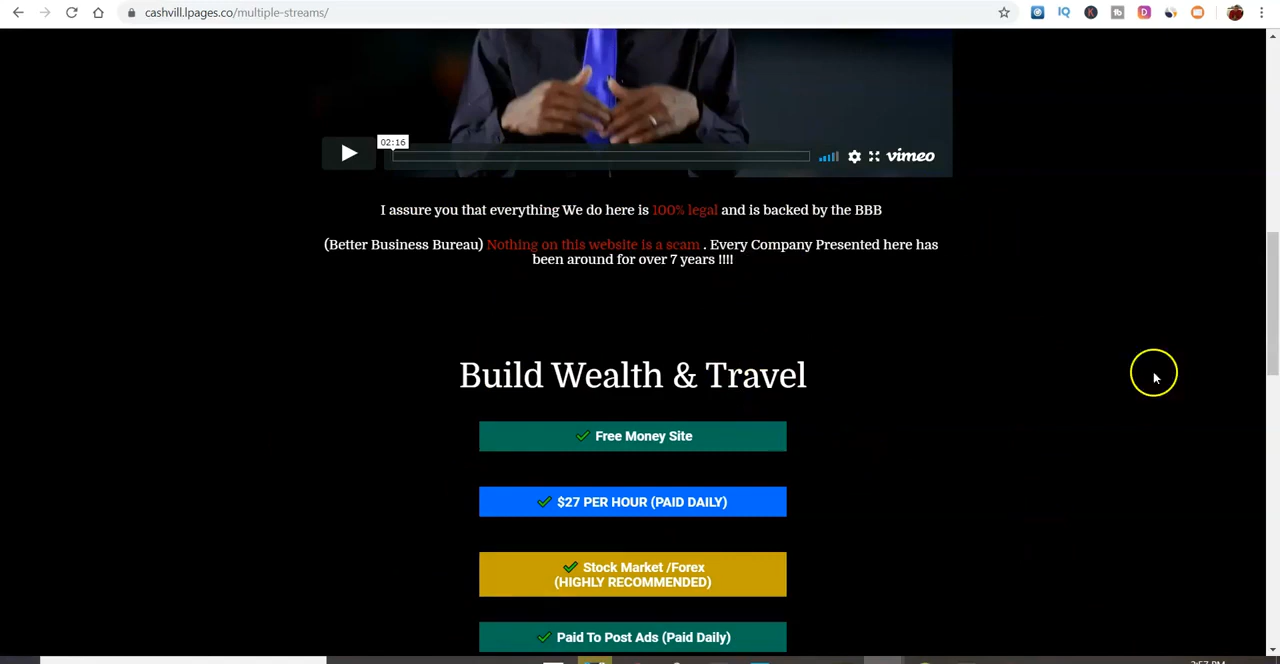 cashvill.lpages.co/multiple-streams/
02:16
vimeo
I assure you that everything We do here is 100% legal and is backed by the BBB
(Better Business Bureau) Nothing on this website is a scam . Every Company Presented here has
been around for over 7 years !!!!
Build Wealth & Travel
Free Money Site
$27 PER HOUR (PAID DAILY)
Stock Market /Forex
(HIGHLY RECOMMENDED)
Paid To Post Ads (Paid Daily)